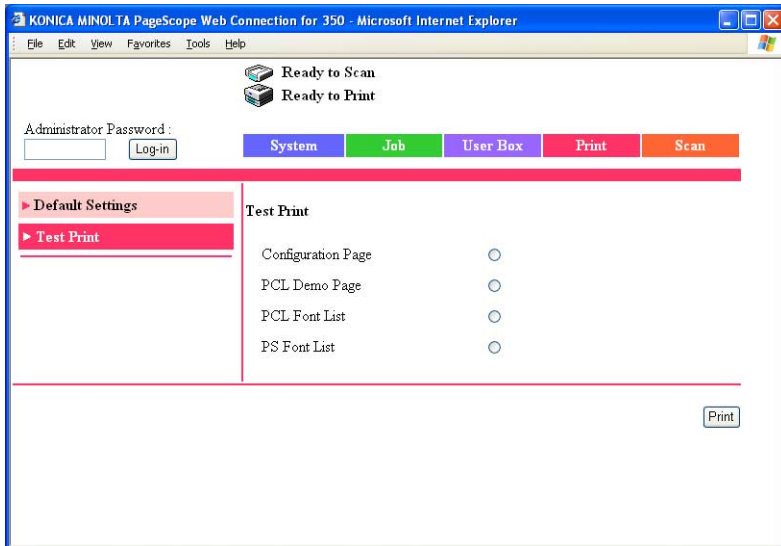 KONICA MINOLTA PageScope Web Connection for 350 - Microsoft Internet Explorer
File Edit View Favorites Tools Help
Ready to Scan
Ready to Print
Administrator Password :
Log-in
System Job User Box Print Scan
Default Settings
Test Print
Test Print
Configuration Page
PCL Demo Page
PCL Font List
PS Font List
Print